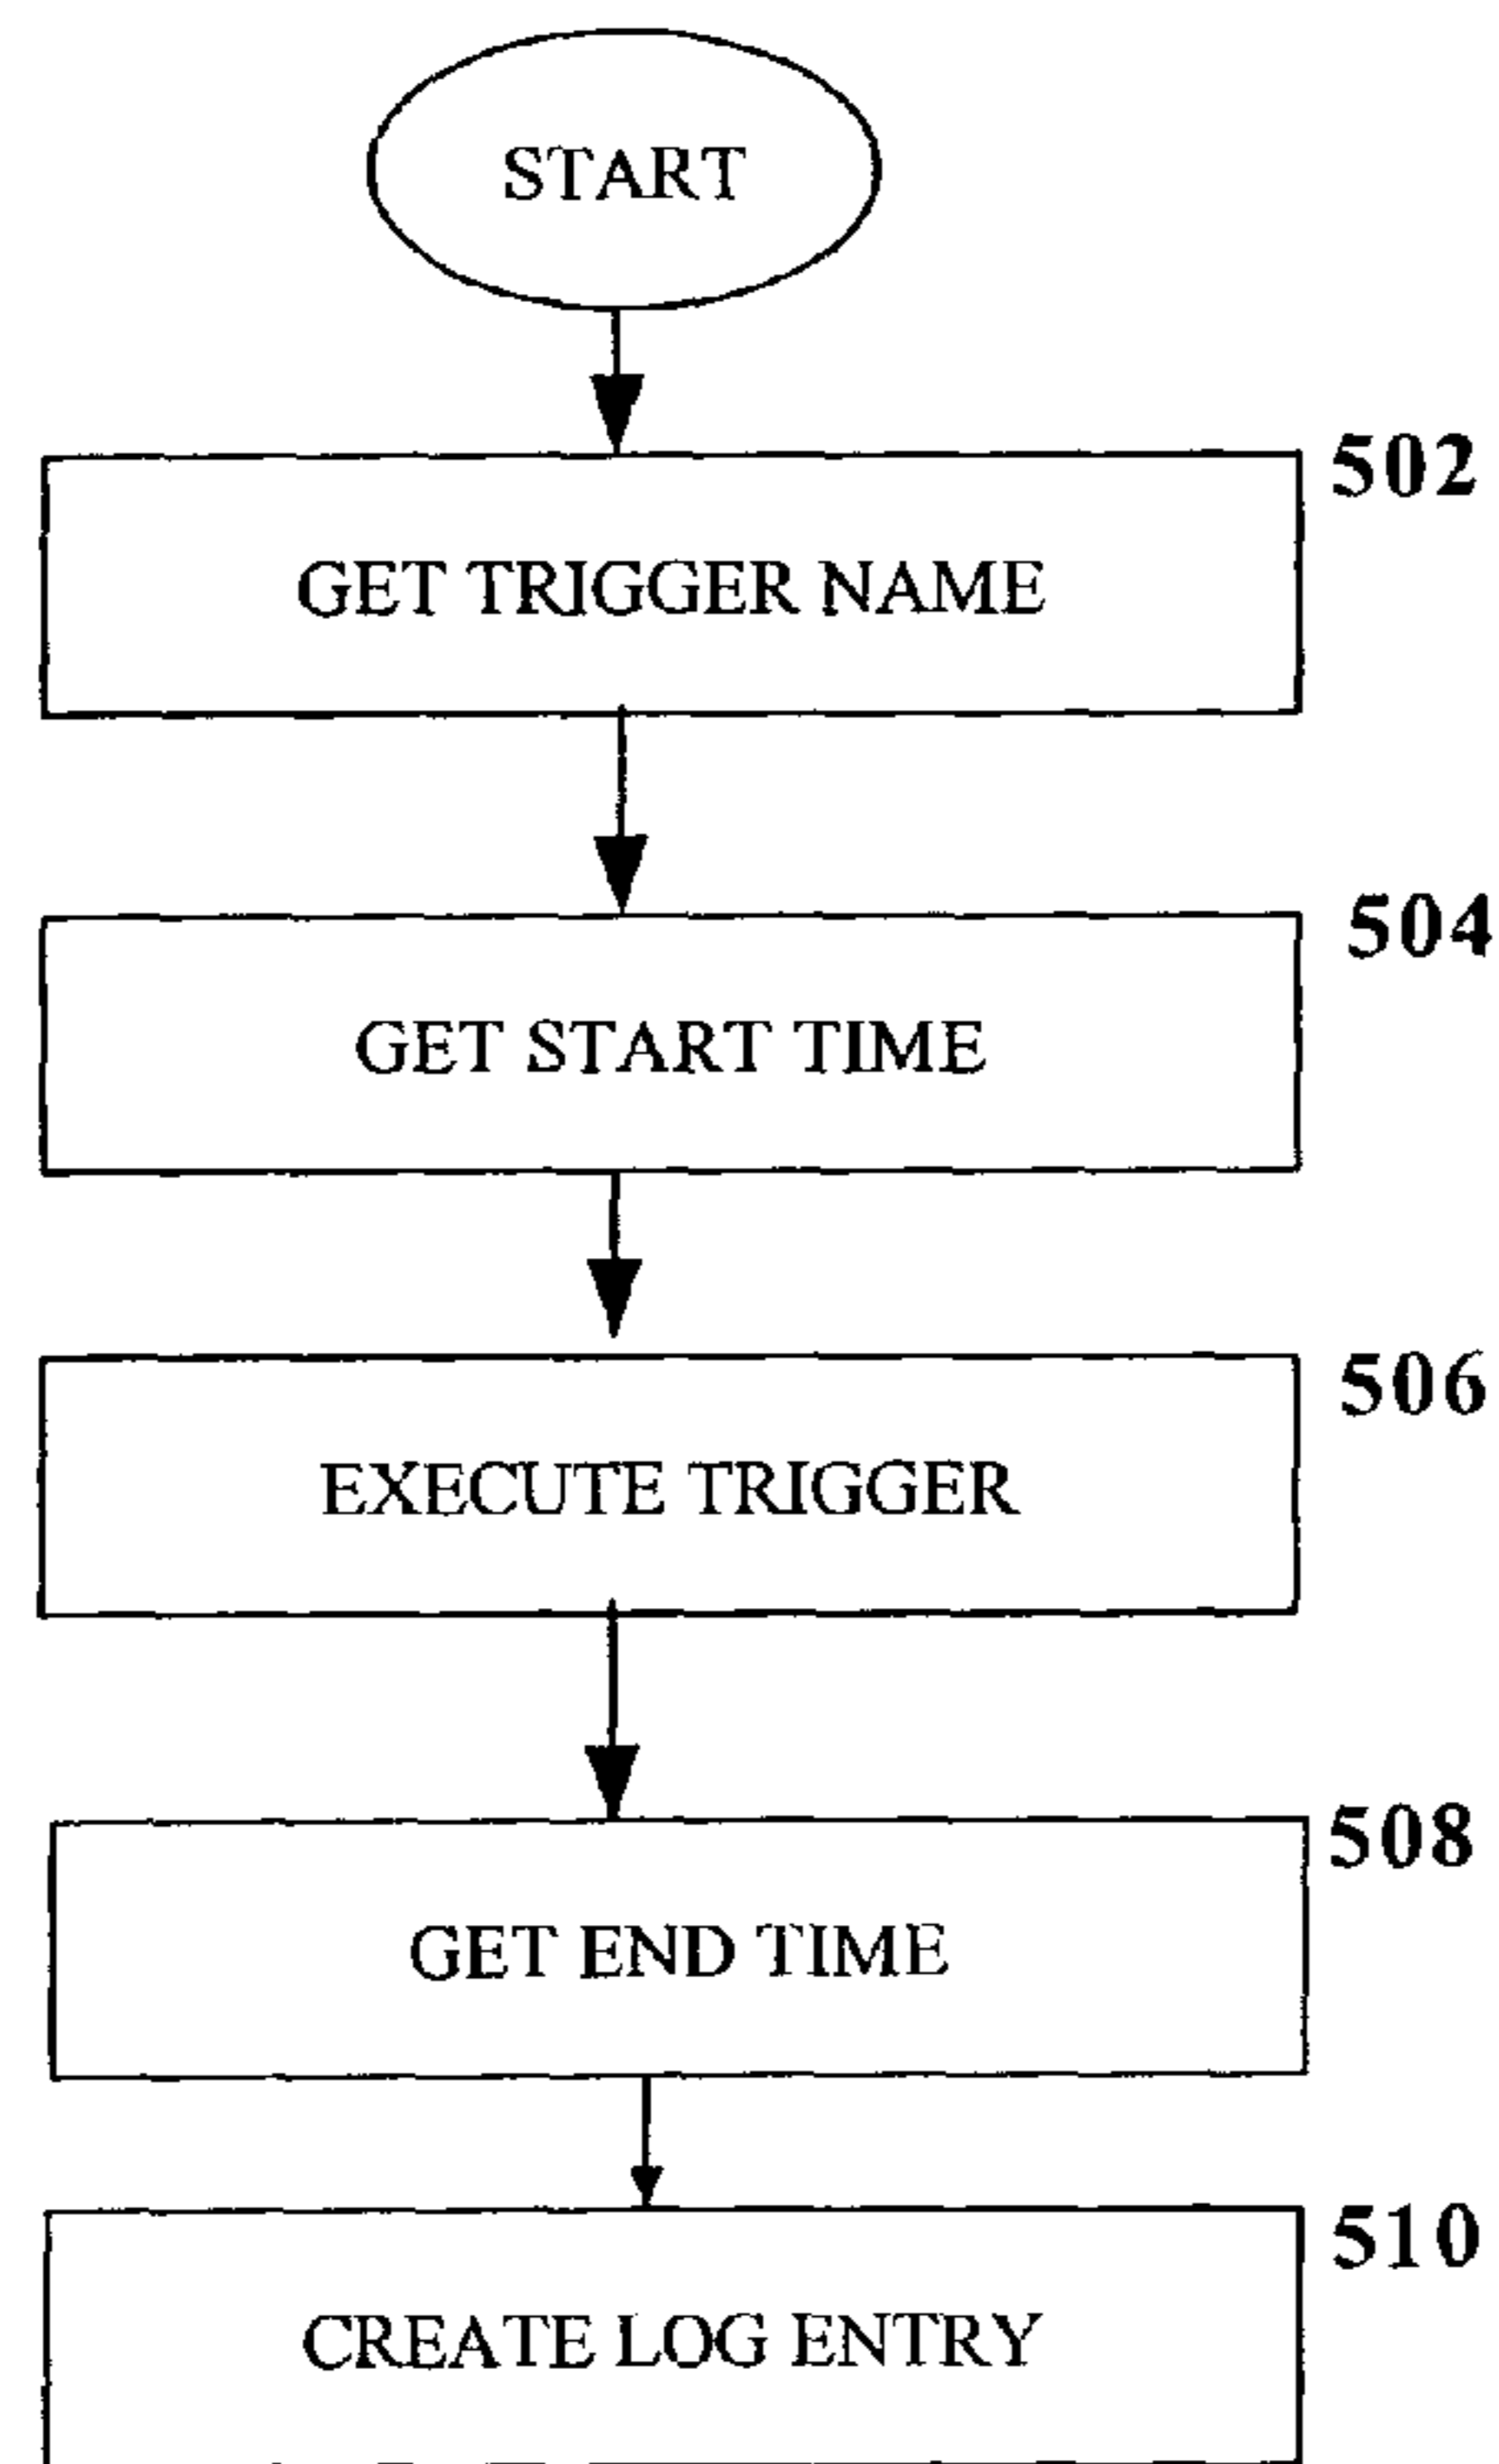 START
502
GET TRIGGER NAME
504
GET START TIME
506
EXECUTE TRIGGER
508
GET END TIME
510
CREATE LOG ENTRY